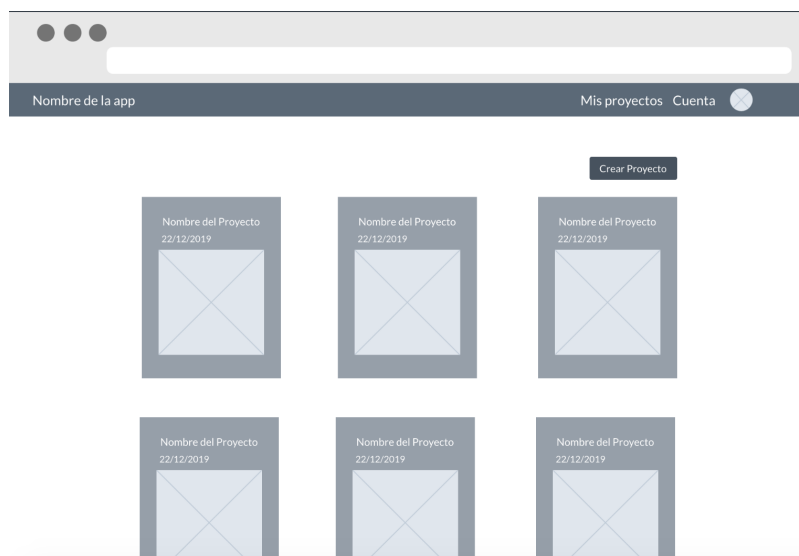 Nombre de la app
Mis proyectos Cuenta
Crear Proyecto
Nombre del Proyecto
22/12/2019
Nombre del Proyecto
22/12/2019
Nombre del Proyecto
22/12/2019
Nombre del Proyecto
22/12/2019
Nombre del Proyecto
22/12/2019
Nombre del Proyecto
22/12/2019